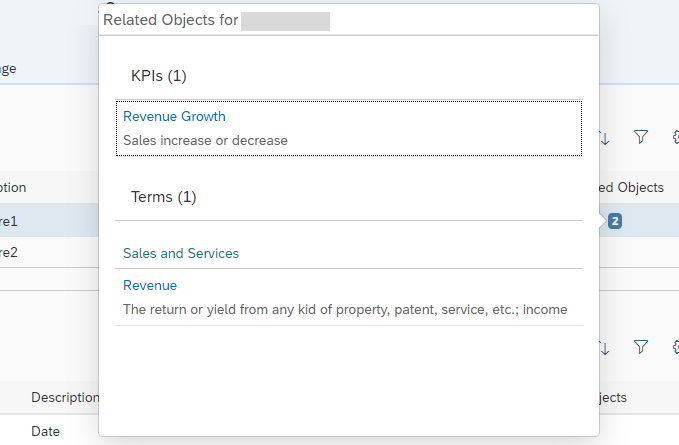 Related Objects for
KPIs (1)
Revenue Growth
Sales increase or decrease
Terms (1)
Sales and Services
Revenue
The return or yield from any kid of property, patent, service, etc.; income
ge
tion
ed Objects
re1
2
re2
Description
jects
Date